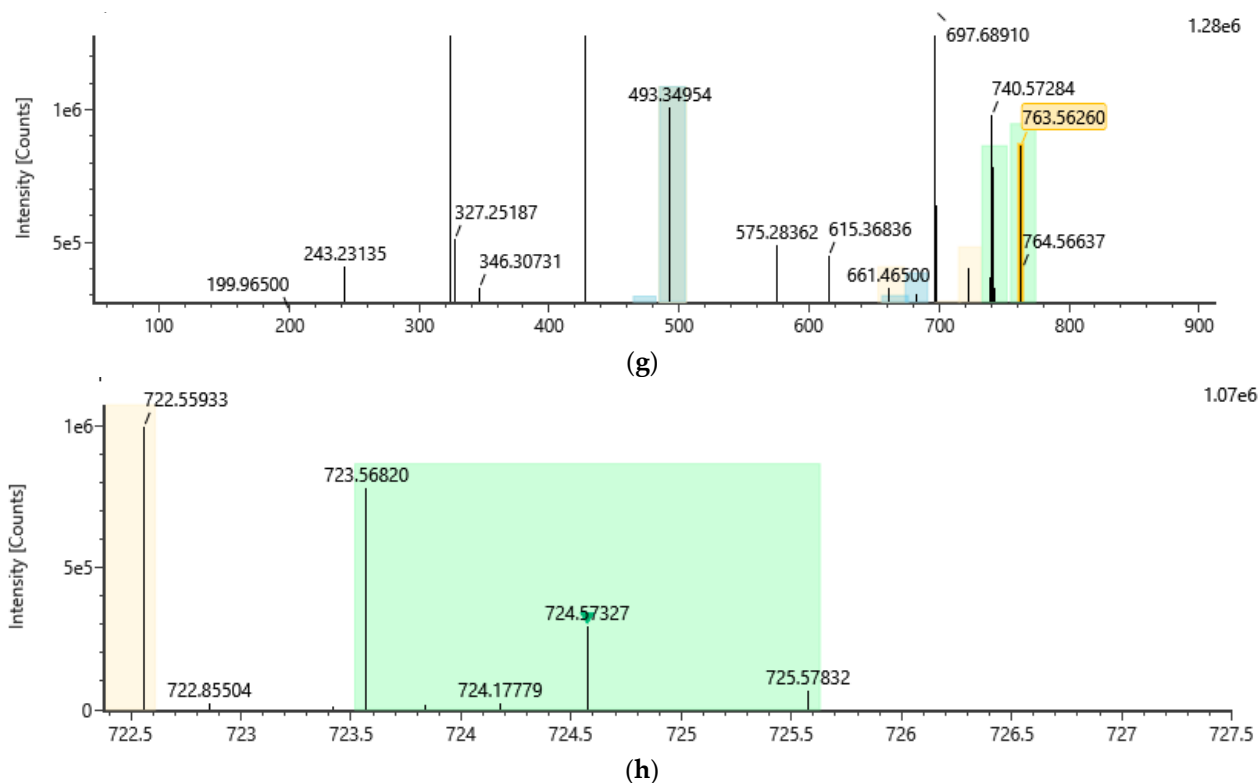 697.68910
1.28e6
740.57284
1e6
493.34954
763.56260
Intensity [Counts]
327.25187
575.28362
615.36836
764.56637
5e5
243.23135
346.30731
661.46500
199.96500
100 200 300 400 500 600 700 800 900
(g)
722.55933
1.07e6
1e6
723.56820
Intensity [Counts]
5e5
724.57327
722.85504
724.17779
725.57832
0
722.5 723 723.5 724 724.5 725 725.5 726 726.5 727 727.5
(h)